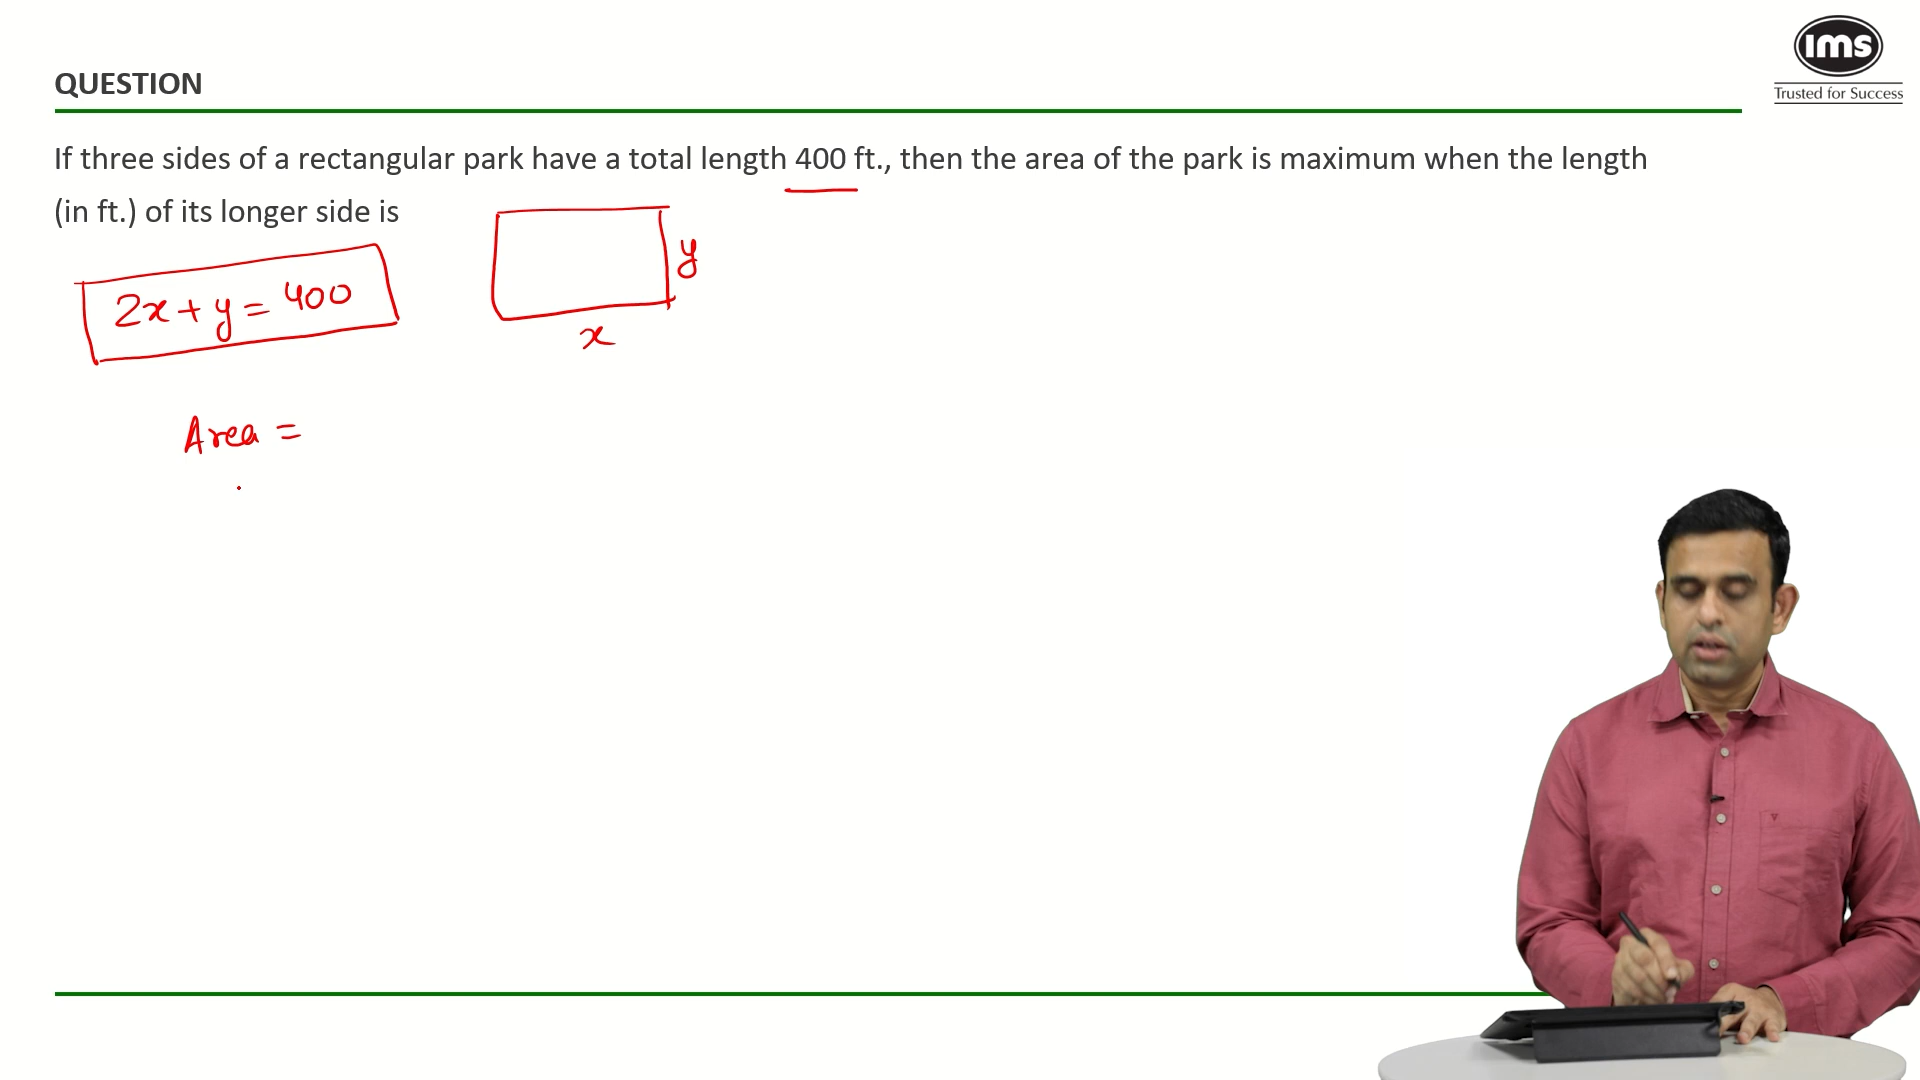 ims
Trusted for Success
QUESTION
If three sides of a rectangular park have a total length 400 ft., then the area of the park is maximum when the length
(in ft.) of its longer side is
y
2x + y = 400
x
Area =